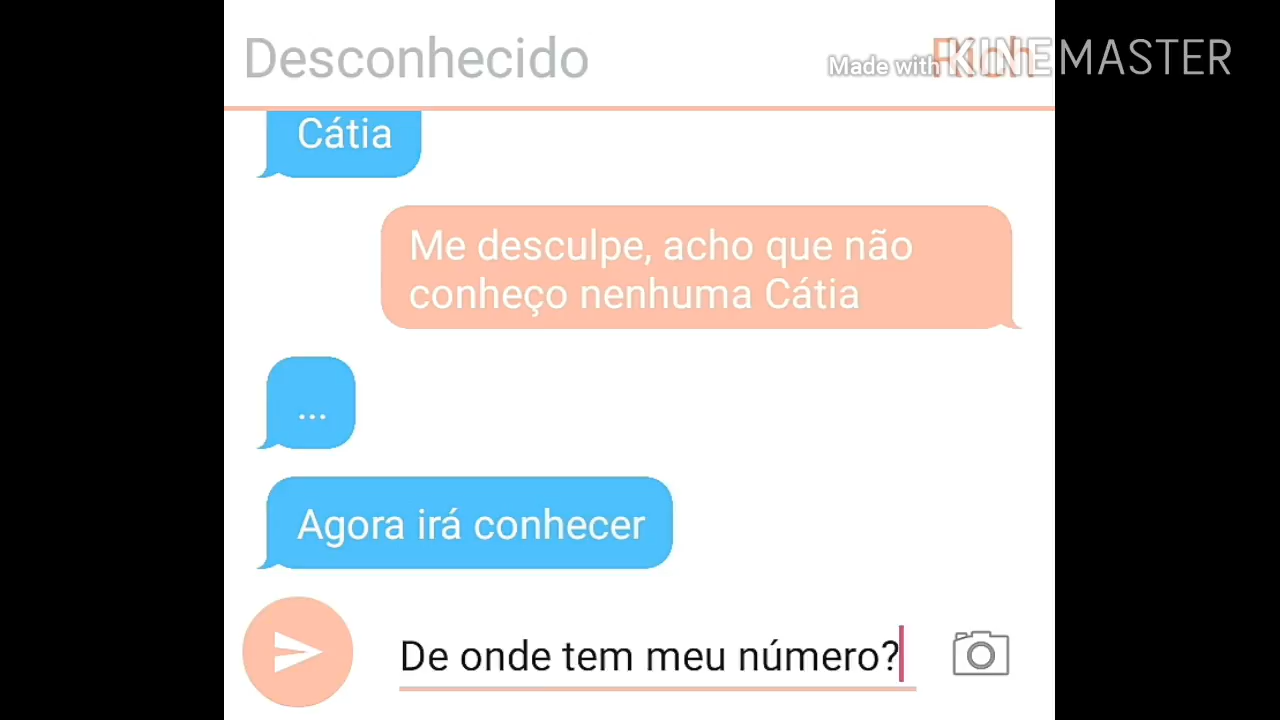 Desconhecido
Rich
Made with KINEMASTER
Cátia
Me desculpe, acho que não
conheço nenhuma Cátia
...
Agora irá conhecer
De onde tem meu número?